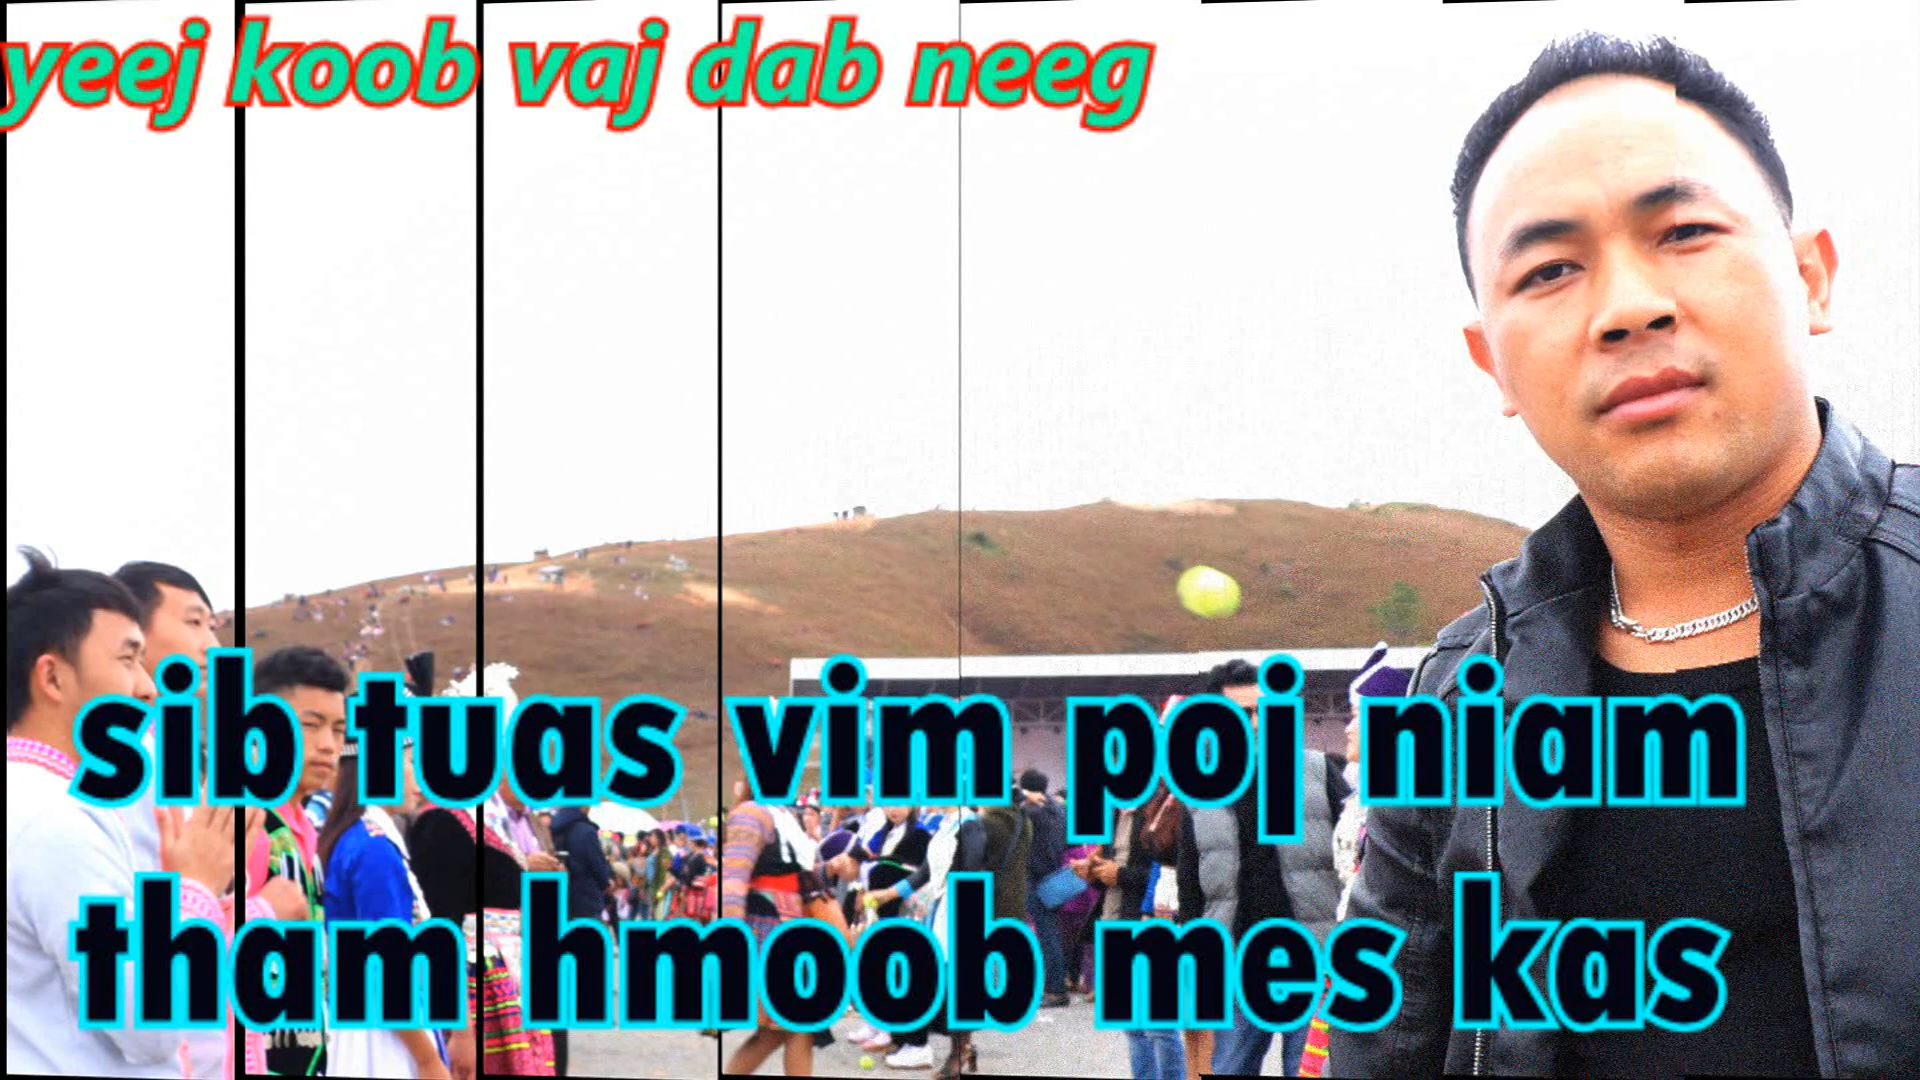 yeej koob vaj dab neeg
sib tuas vim poj niam
tham hmoob mes kas